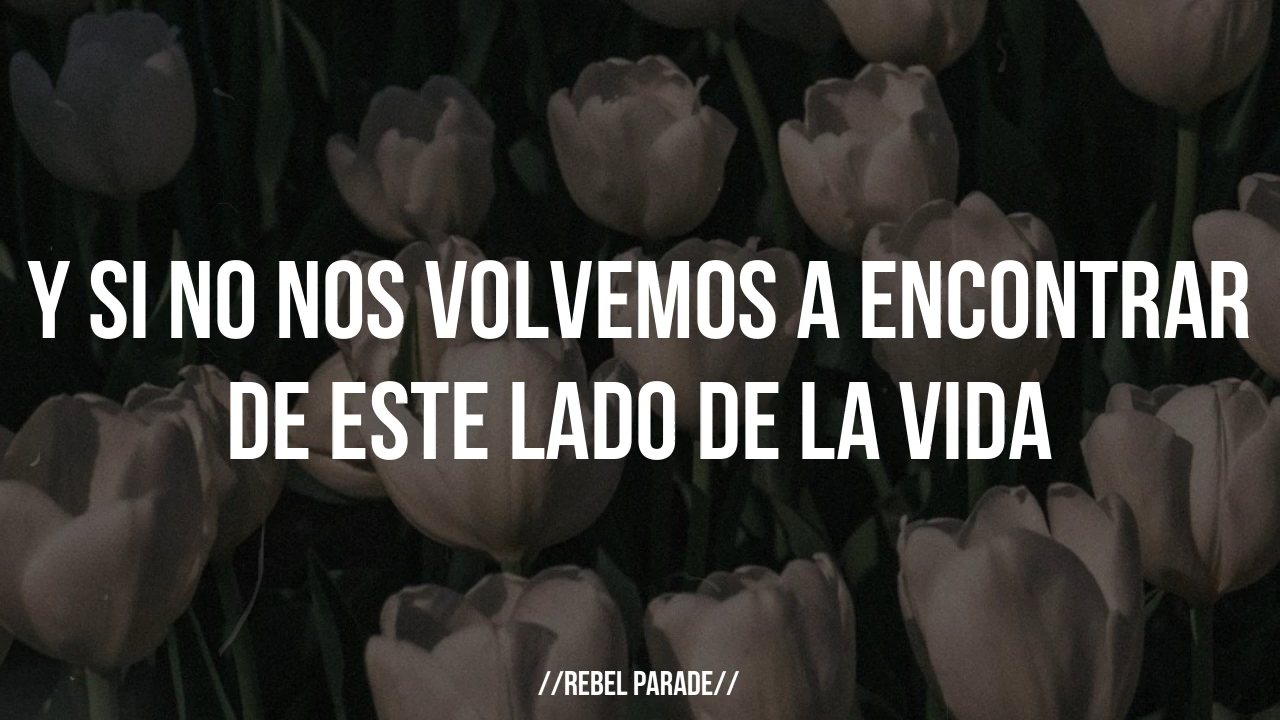 Y SI NO NOS VOLVEMOS A ENCONTRAR
DE ESTE LADO DE LA VIDA
//REBEL PARADE//